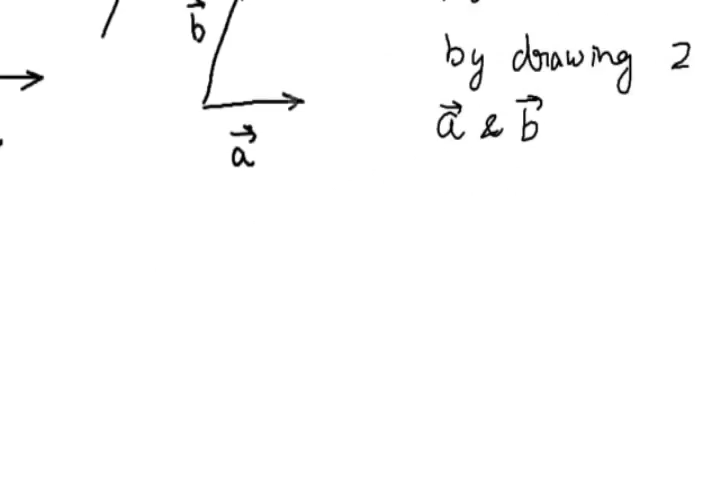 b⃗
by drawing 2
a⃗ & b⃗
a⃗